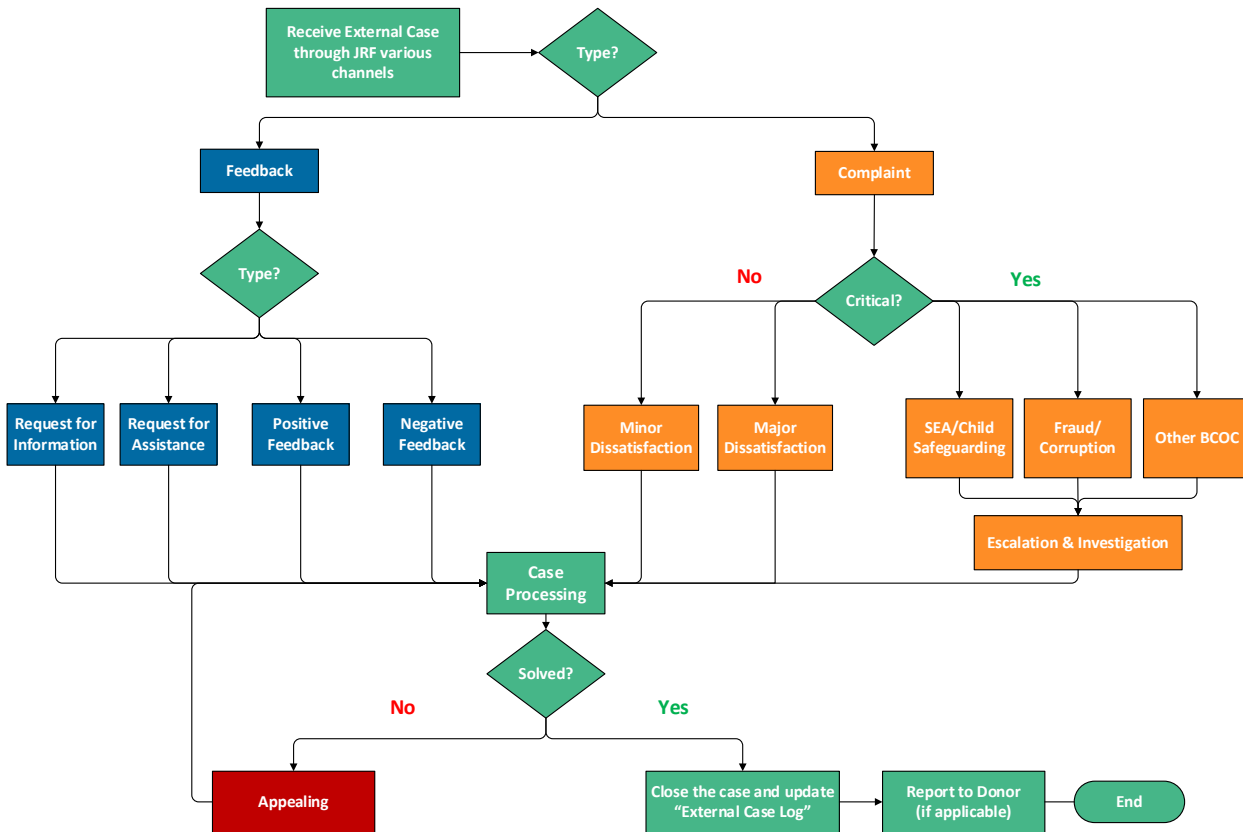 Receive External Case
through JRF various
channels
Type?
Feedback
Complaint
Type?
No
Critical?
Yes
Request for
Information
Request for
Assistance
Positive
Feedback
Negative
Feedback
Minor
Dissatisfaction
Major
Dissatisfaction
SEA/Child
Safeguarding
Fraud/
Corruption
Other BCOC
Escalation & Investigation
Case
Processing
Solved?
No
Yes
Appealing
Close the case and update
“External Case Log”
Report to Donor
(if applicable)
End